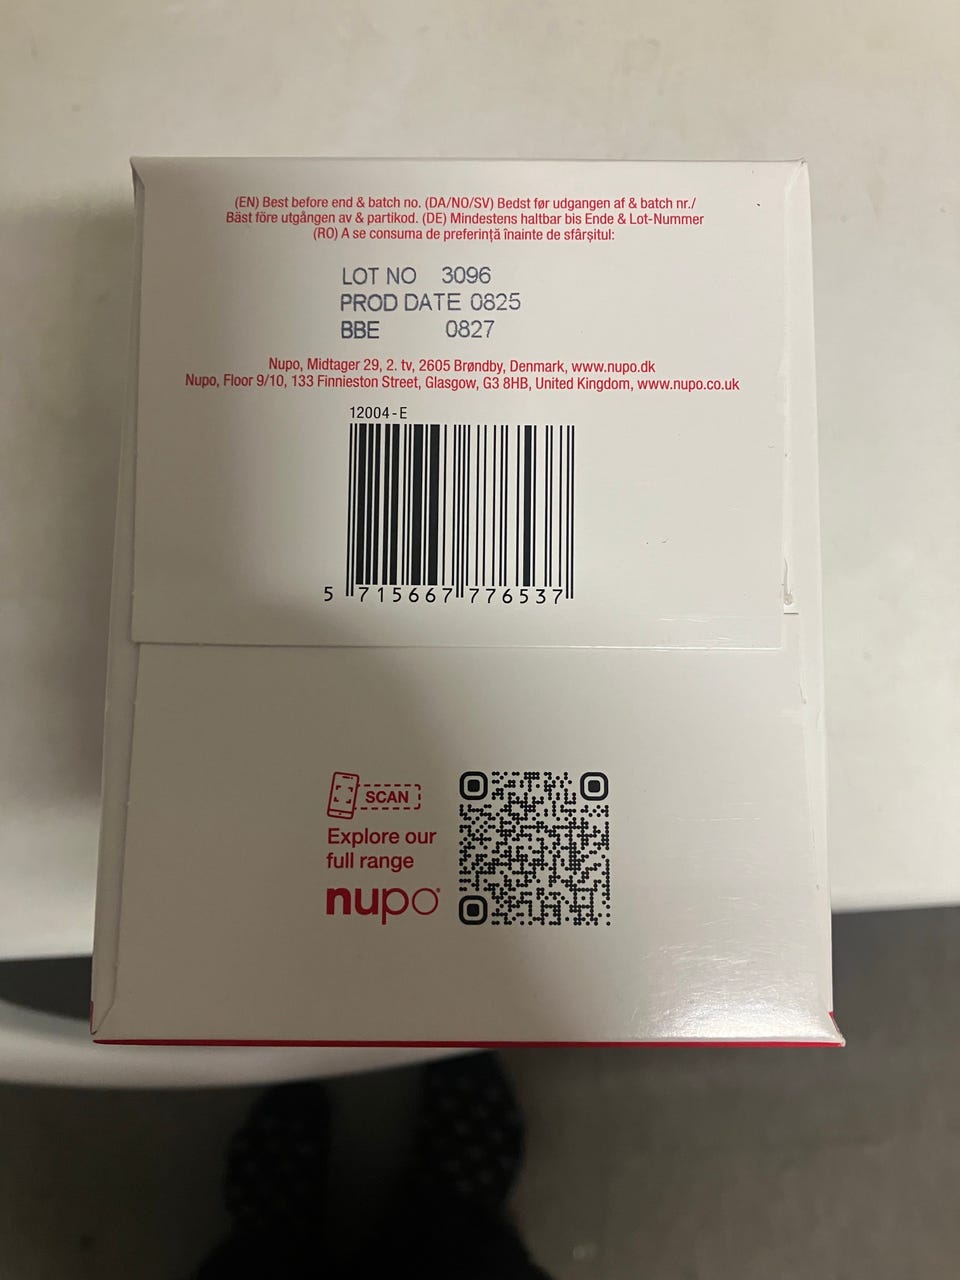 (EN) Best before end & batch no. (DA/NO/SV) Bedst før udgangen af & batch nr./
Bäst före utgången av & partikod. (DE) Mindestens haltbar bis Ende & Lot-Nummer
(RO) A se consuma de preferință înainte de sfârșitul:
LOT NO 3096
PROD DATE 0825
BBE 0827
Nupo, Midtager 29, 2. tv, 2605 Brøndby, Denmark, www.nupo.dk
Nupo, Floor 9/10, 133 Finnieston Street, Glasgow, G3 8HB, United Kingdom, www.nupo.co.uk
12004-E
5 715667 776537
SCAN
Explore our
full range
nupo®